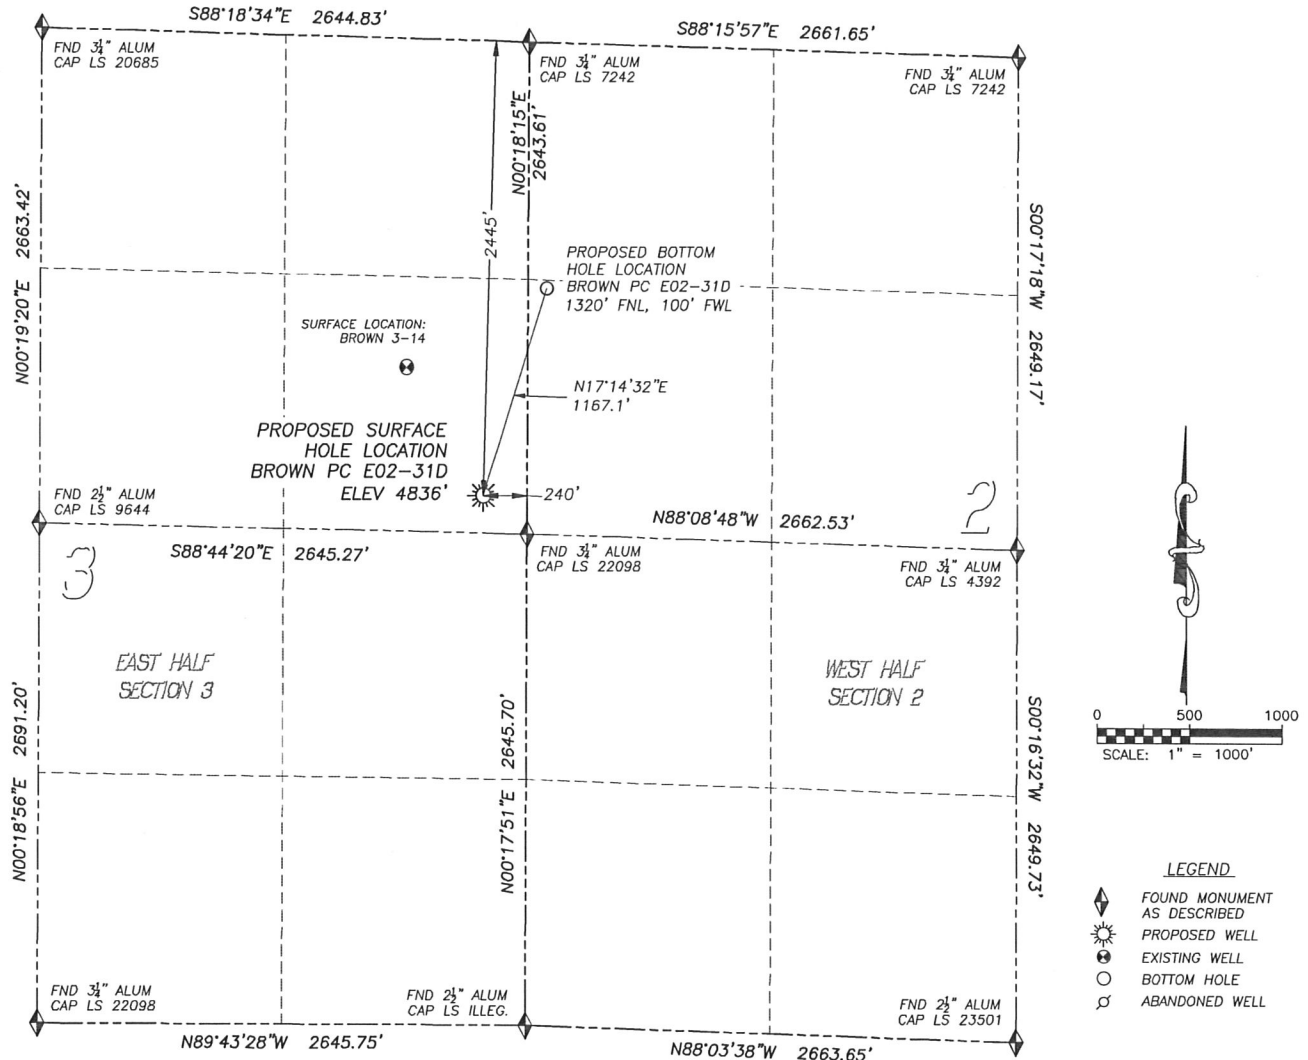 S88°18'34"E 2644.83'
S88°15'57"E 2661.65'
FND 3¼" ALUM
CAP LS 20685
FND 3¼" ALUM
CAP LS 7242
FND 3¼" ALUM
CAP LS 7242
N00°18'15"E
2643.61'
N00°19'20"E 2663.42'
2445'
S00°17'18"W 2649.17'
PROPOSED BOTTOM
HOLE LOCATION
BROWN PC E02-31D
1320' FNL, 100' FWL
SURFACE LOCATION:
BROWN 3-14
N17°14'32"E
1167.1'
PROPOSED SURFACE
HOLE LOCATION
BROWN PC E02-31D
ELEV 4836'
240'
FND 2½" ALUM
CAP LS 9644
N88°08'48"W 2662.53'
2
S88°44'20"E 2645.27'
FND 3¼" ALUM
CAP LS 22098
FND 3¼" ALUM
CAP LS 4392
3
EAST HALF
SECTION 3
WEST HALF
SECTION 2
N00°18'56"E 2691.20'
N00°17'51"E 2645.70'
S00°16'32"W 2649.73'
0 500 1000
SCALE: 1" = 1000'
LEGEND
FOUND MONUMENT
AS DESCRIBED
PROPOSED WELL
EXISTING WELL
BOTTOM HOLE
ABANDONED WELL
FND 3¼" ALUM
CAP LS 22098
FND 2½" ALUM
CAP LS ILLEG.
FND 2½" ALUM
CAP LS 23501
N89°43'28"W 2645.75'
N88°03'38"W 2663.65'